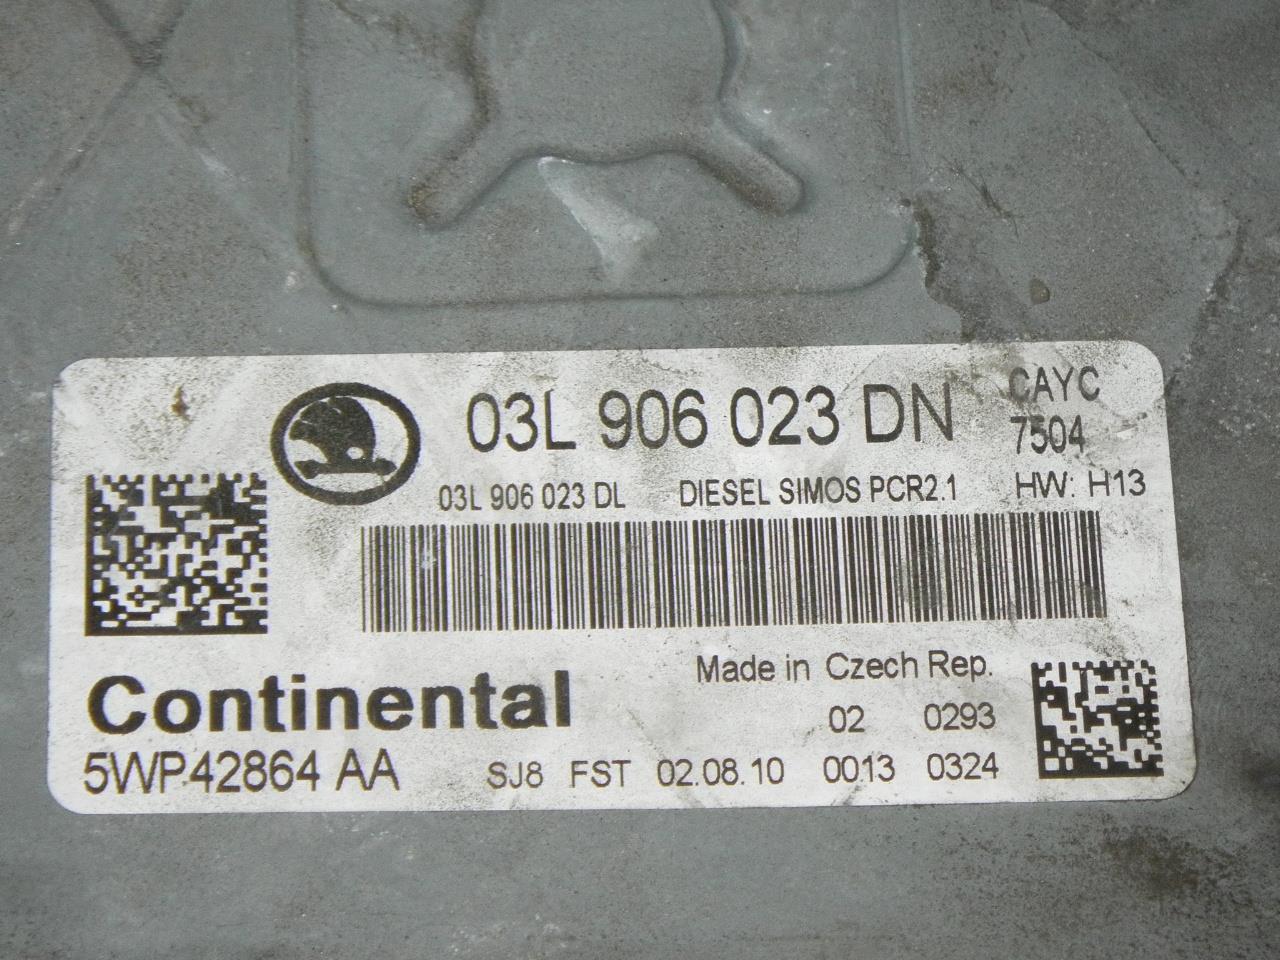 03L 906 023 DN CAYC
7504
03L 906 023 DL DIESEL SIMOS PCR2.1 HW: H13
Made in Czech Rep.
Continental
02 0293
5WP42864 AA SJ8 FST 02.08.10 0013 0324